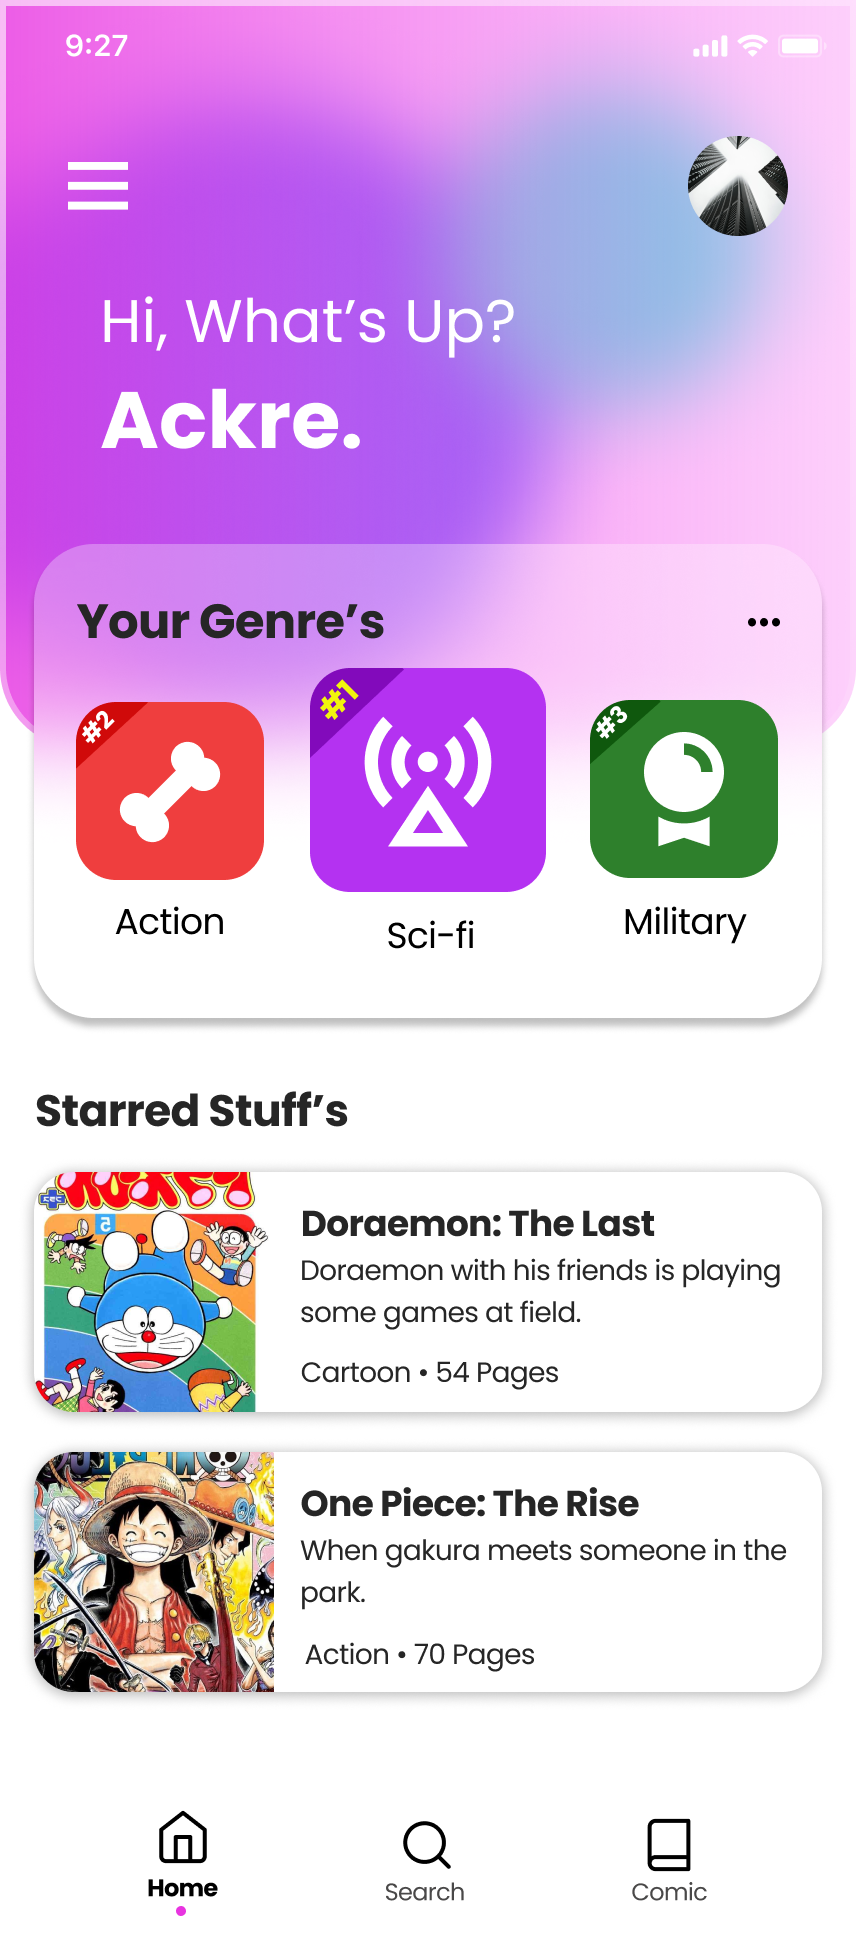 9:27
Hi, What’s Up?
Ackre.
Your Genre’s
#2
#1
#3
Action
Sci-fi
Military
Starred Stuff’s
Doraemon: The Last
Doraemon with his friends is playing
some games at field.
Cartoon • 54 Pages
One Piece: The Rise
When gakura meets someone in the
park.
Action • 70 Pages
Home
Search
Comic